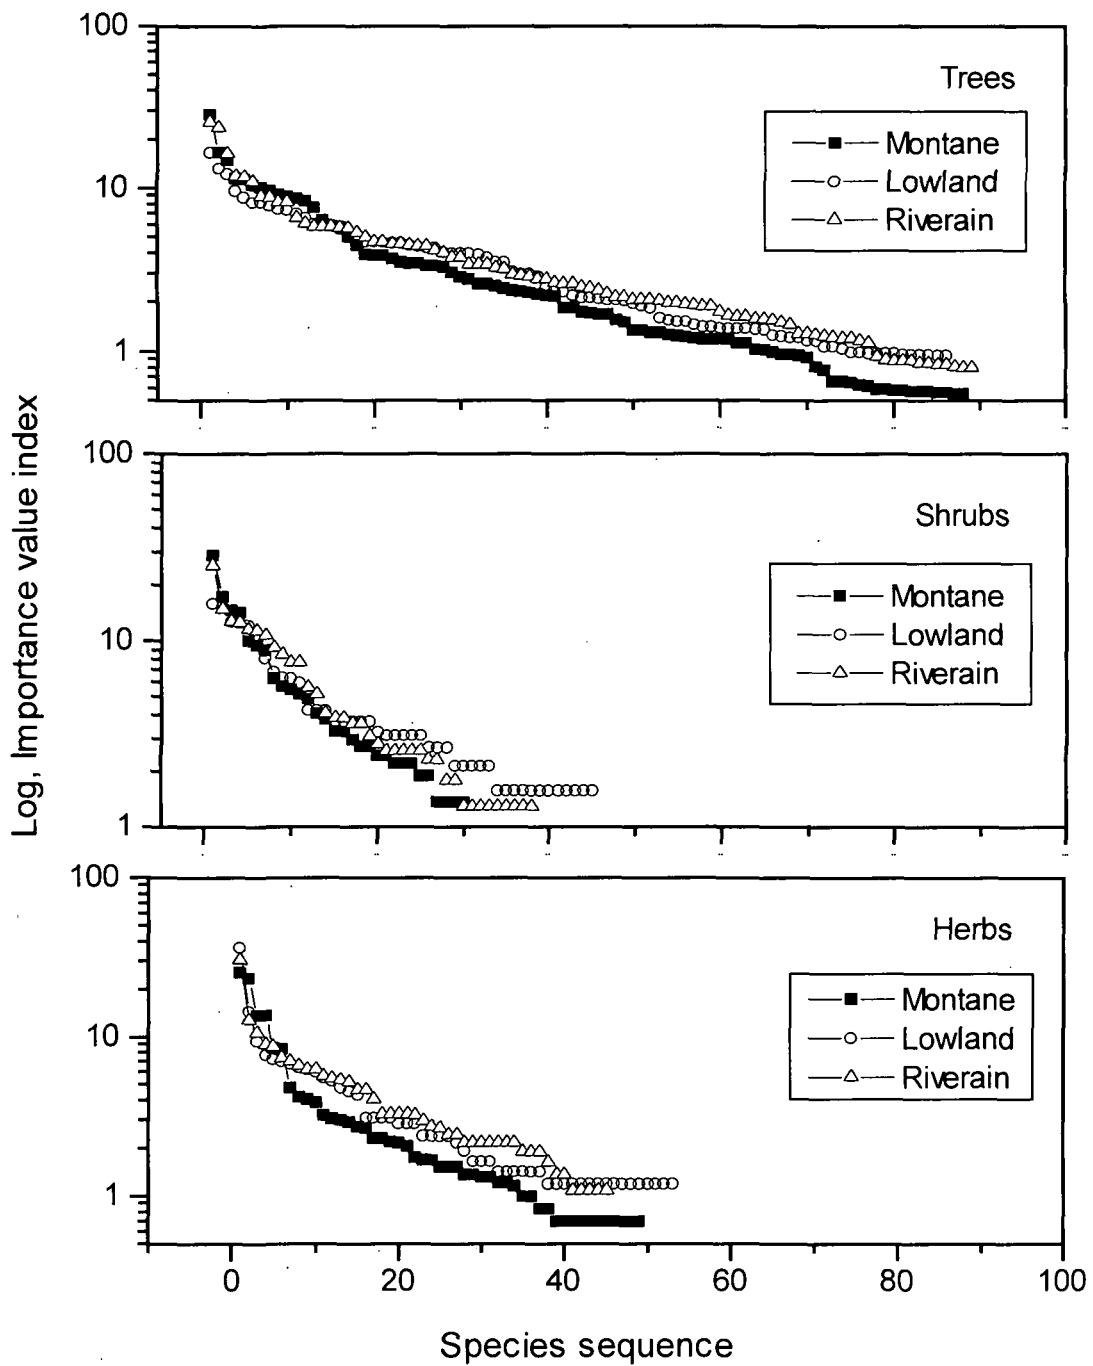 100
Trees
Montane
Lowland
Riverain
10
1
100
Shrubs
Montane
Lowland
Riverain
10
1
100
Herbs
Montane
Lowland
Riverain
10
1
0 20 40 60 80 100
Log, Importance value index
Species sequence